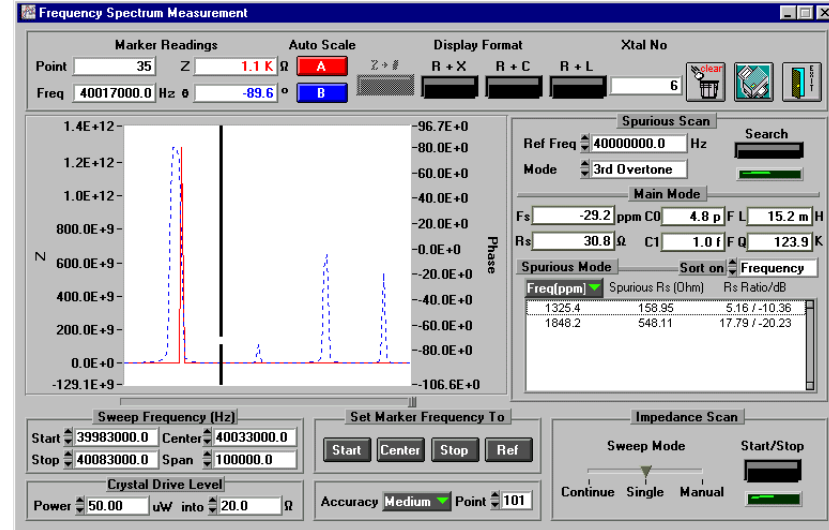 Frequency Spectrum Measurement
Marker Readings Auto Scale Display Format Xtal No
Point 35 Z 1.1 K Ω A Z→# R + X R + C R + L 6 clear EXIT
Freq 40017000.0 Hz θ -89.6 ° B
1.4E+12
1.2E+12
1.0E+12
800.0E+9
600.0E+9
400.0E+9
200.0E+9
0.0E+0
-129.1E+9
Z
-96.7E+0
-80.0E+0
-60.0E+0
-40.0E+0
-20.0E+0
-0.0E+0
-20.0E+0
-40.0E+0
-60.0E+0
-80.0E+0
-106.6E+0
Phase
Spurious Scan
Ref Freq 40000000.0 Hz Search
Mode 3rd Overtone
Main Mode
Fs -29.2 ppm C0 4.8 p F L 15.2 m H
Rs 30.8 Ω C1 1.0 f F Q 123.9 K
Spurious Mode Sort on Frequency
Freq[ppm] Spurious Rs (Ohm) Rs Ratio/dB
1325.4 158.95 5.16 / -10.36
1848.2 548.11 17.79 / -20.23
Sweep Frequency (Hz)
Start 39983000.0 Center 40033000.0
Stop 40083000.0 Span 100000.0
Crystal Drive Level
Power 50.00 uW into 20.0 Ω
Set Marker Frequency To
Start Center Stop Ref
Accuracy Medium Point 101
Impedance Scan
Sweep Mode Start/Stop
Continue Single Manual